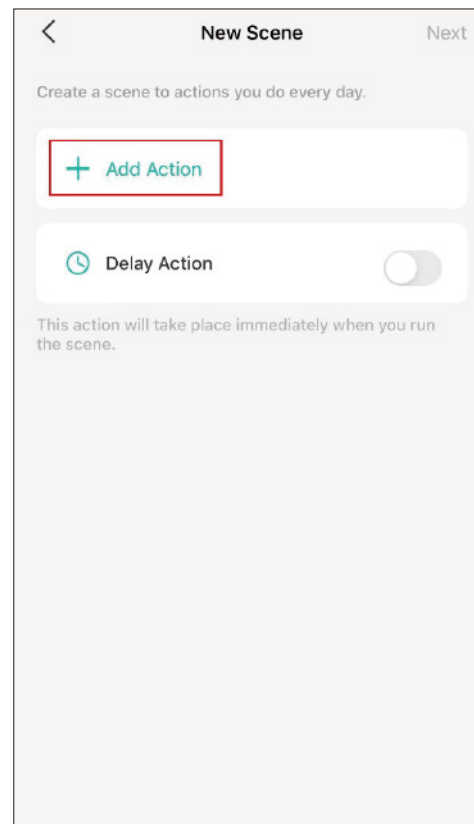 New Scene Next
Create a scene to actions you do every day.
Add Action
Delay Action
This action will take place immediately when you run
the scene.